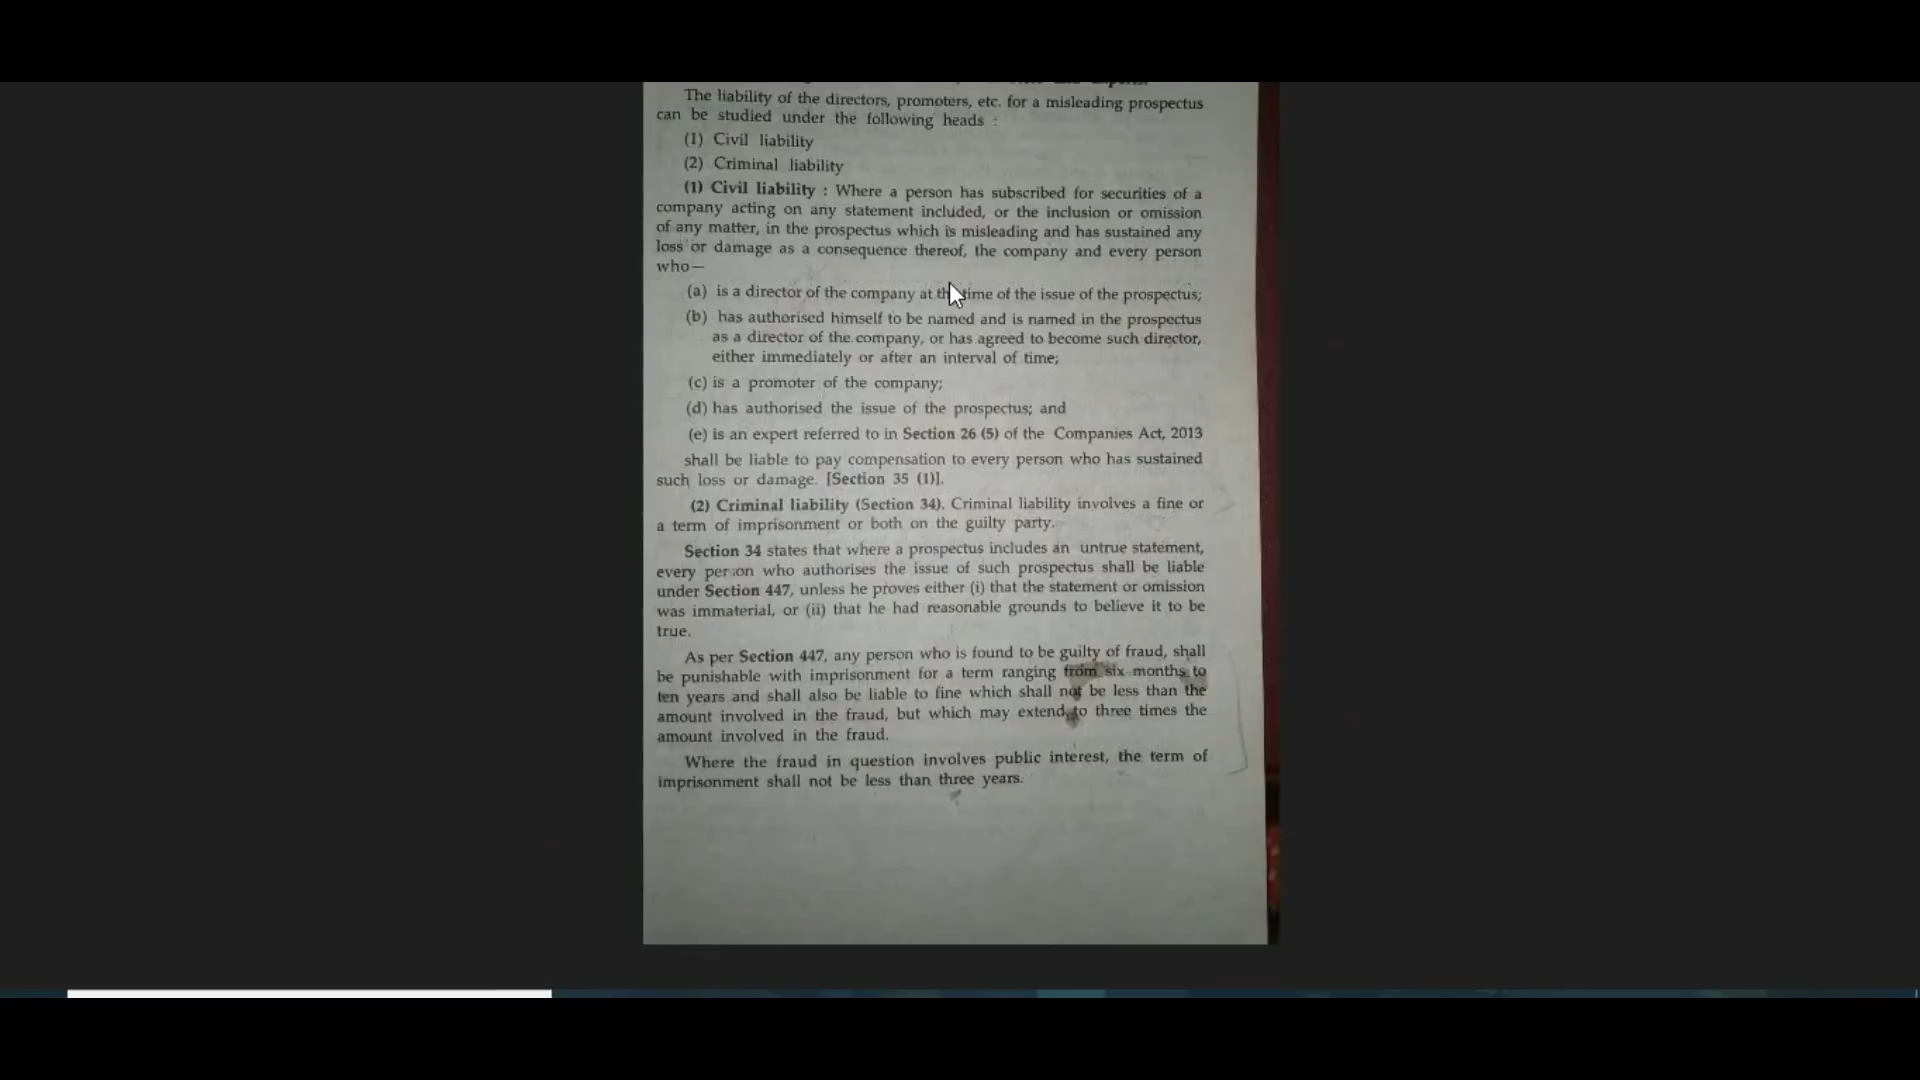 The liability of the directors, promoters, etc. for a misleading prospectus
can be studied under the following heads :
(1) Civil liability
(2) Criminal liability
(1) Civil liability : Where a person has subscribed for securities of a
company acting on any statement included, or the inclusion or omission
of any matter, in the prospectus which is misleading and has sustained any
loss or damage as a consequence thereof, the company and every person
who—
(a) is a director of the company at the time of the issue of the prospectus;
(b) has authorised himself to be named and is named in the prospectus
as a director of the company, or has agreed to become such director,
either immediately or after an interval of time;
(c) is a promoter of the company;
(d) has authorised the issue of the prospectus; and
(e) is an expert referred to in Section 26 (5) of the Companies Act, 2013
shall be liable to pay compensation to every person who has sustained
such loss or damage. [Section 35 (1)].
(2) Criminal liability (Section 34). Criminal liability involves a fine or
a term of imprisonment or both on the guilty party.
Section 34 states that where a prospectus includes an untrue statement,
every person who authorises the issue of such prospectus shall be liable
under Section 447, unless he proves either (i) that the statement or omission
was immaterial, or (ii) that he had reasonable grounds to believe it to be
true.
As per Section 447, any person who is found to be guilty of fraud, shall
be punishable with imprisonment for a term ranging from six months to
ten years and shall also be liable to fine which shall not be less than the
amount involved in the fraud, but which may extend to three times the
amount involved in the fraud.
Where the fraud in question involves public interest, the term of
imprisonment shall not be less than three years.